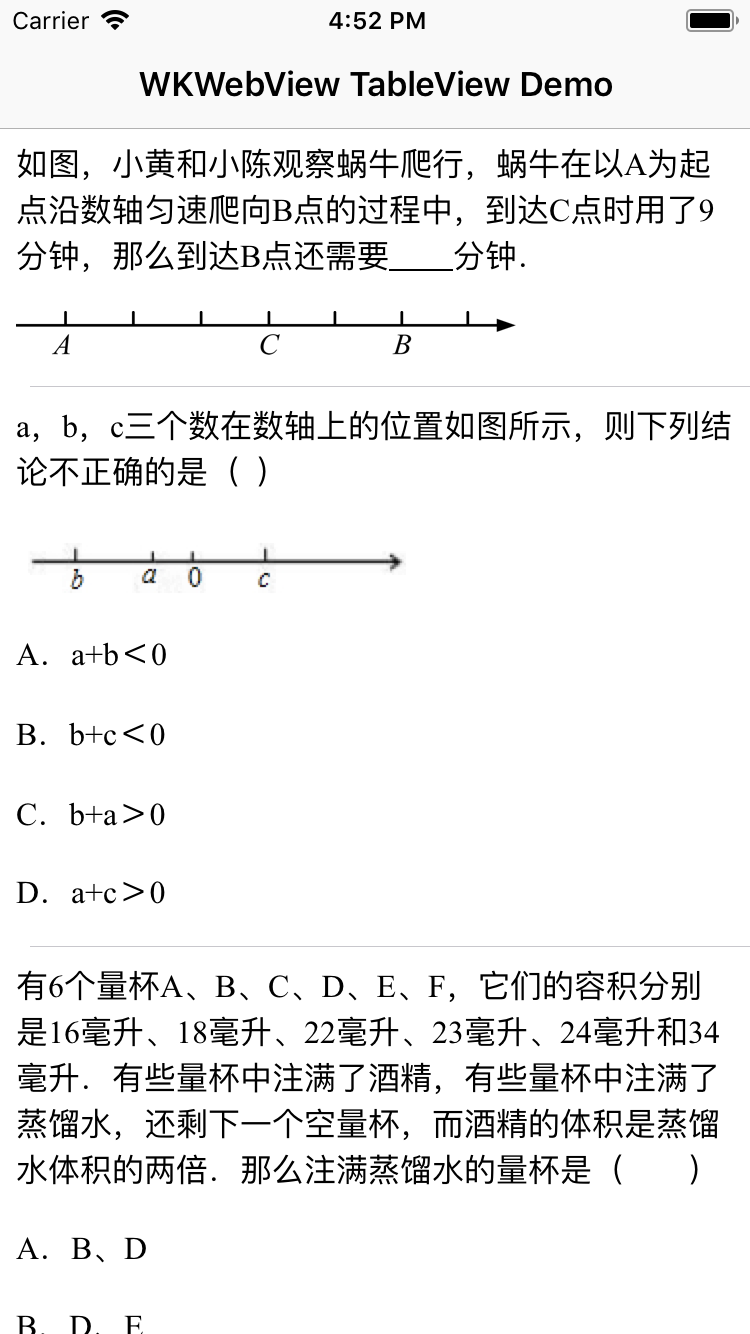 Carrier 4:52 PM
WKWebView TableView Demo
如图，小黄和小陈观察蜗牛爬行，蜗牛在以A为起
点沿数轴匀速爬向B点的过程中，到达C点时用了9
分钟，那么到达B点还需要____分钟．
A C B
a，b，c三个数在数轴上的位置如图所示，则下列结
论不正确的是（ ）
b a 0 c
A．a+b＜0
B．b+c＜0
C．b+a＞0
D．a+c＞0
有6个量杯A、B、C、D、E、F，它们的容积分别
是16毫升、18毫升、22毫升、23毫升、24毫升和34
毫升．有些量杯中注满了酒精，有些量杯中注满了
蒸馏水，还剩下一个空量杯，而酒精的体积是蒸馏
水体积的两倍．那么注满蒸馏水的量杯是（　　）
A．B、D
B．D、E